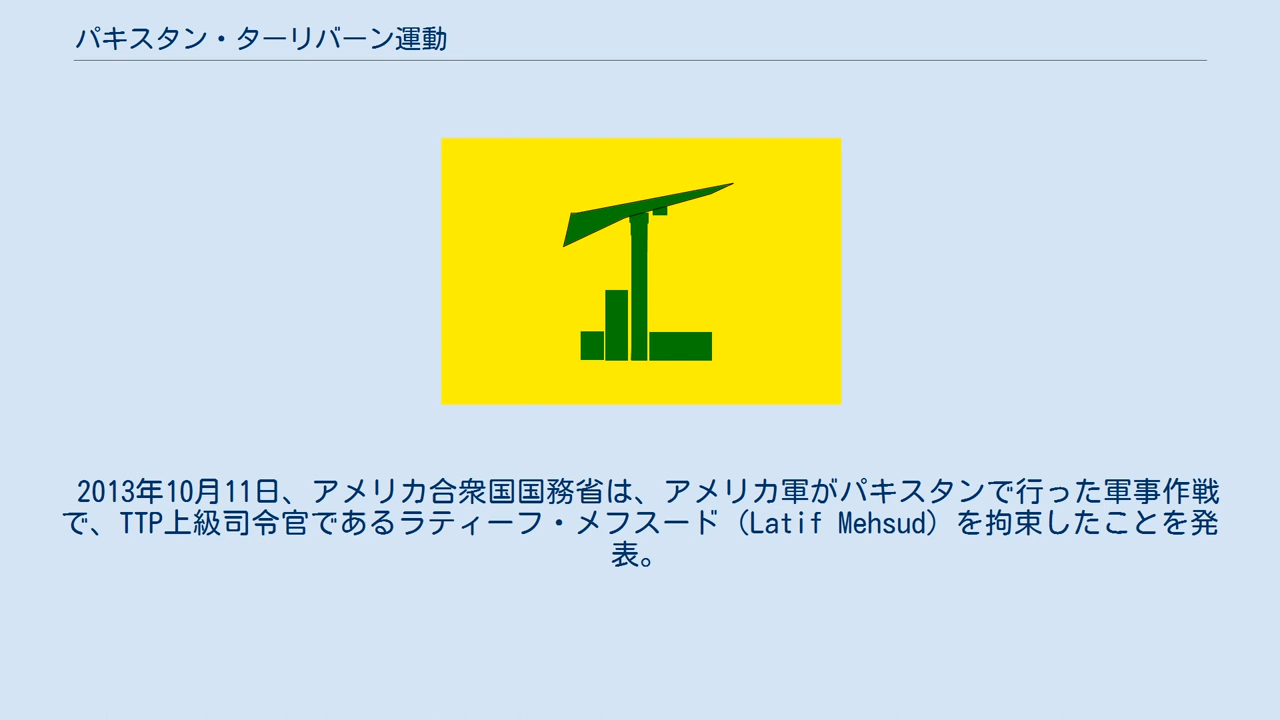 パキスタン・ターリバーン運動
2013年10月11日、アメリカ合衆国国務省は、アメリカ軍がパキスタンで行った軍事作戦
で、TTP上級司令官であるラティーフ・メフスード（Latif Mehsud）を拘束したことを発
表。